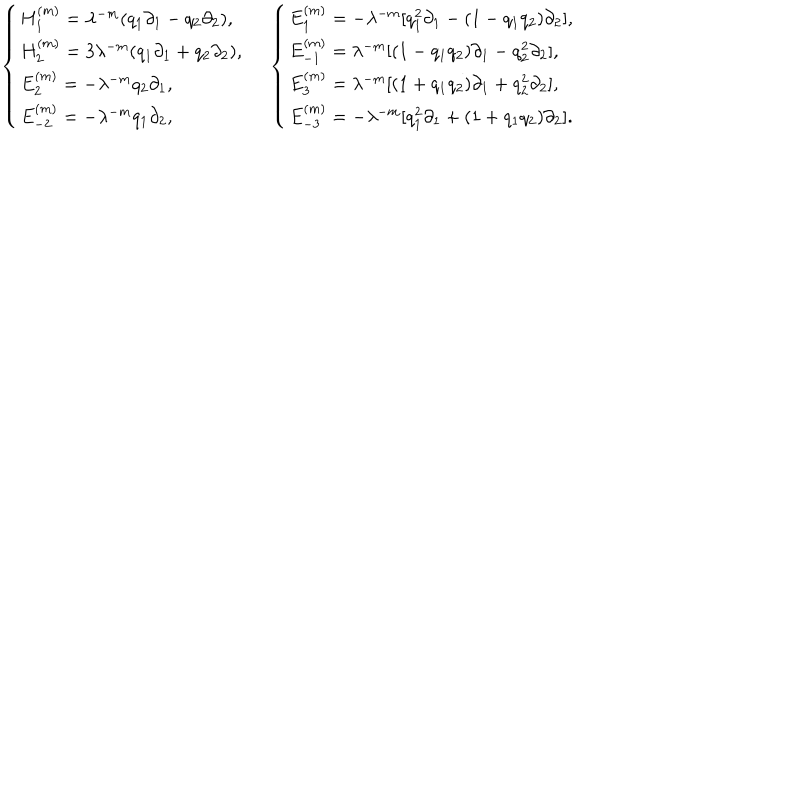 \begin{cases} H_1^{(m)} = \lambda^{-m}(q_1\partial_1 - q_2\partial_2), \\ H_2^{(m)} = 3\lambda^{-m}(q_1\partial_1 + q_2\partial_2), \\ E_2^{(m)} = -\lambda^{-m}q_2\partial_1, \\ E_{-2}^{(m)} = -\lambda^{-m}q_1\partial_2, \end{cases}
\begin{cases} E_1^{(m)} = -\lambda^{-m}[q_1^2\partial_1 - (1 - q_1q_2)\partial_2], \\ E_{-1}^{(m)} = \lambda^{-m}[(1 - q_1q_2)\partial_1 - q_2^2\partial_2], \\ E_3^{(m)} = \lambda^{-m}[(1 + q_1q_2)\partial_1 + q_2^2\partial_2], \\ E_{-3}^{(m)} = -\lambda^{-m}[q_1^2\partial_1 + (1 + q_1q_2)\partial_2]. \end{cases}